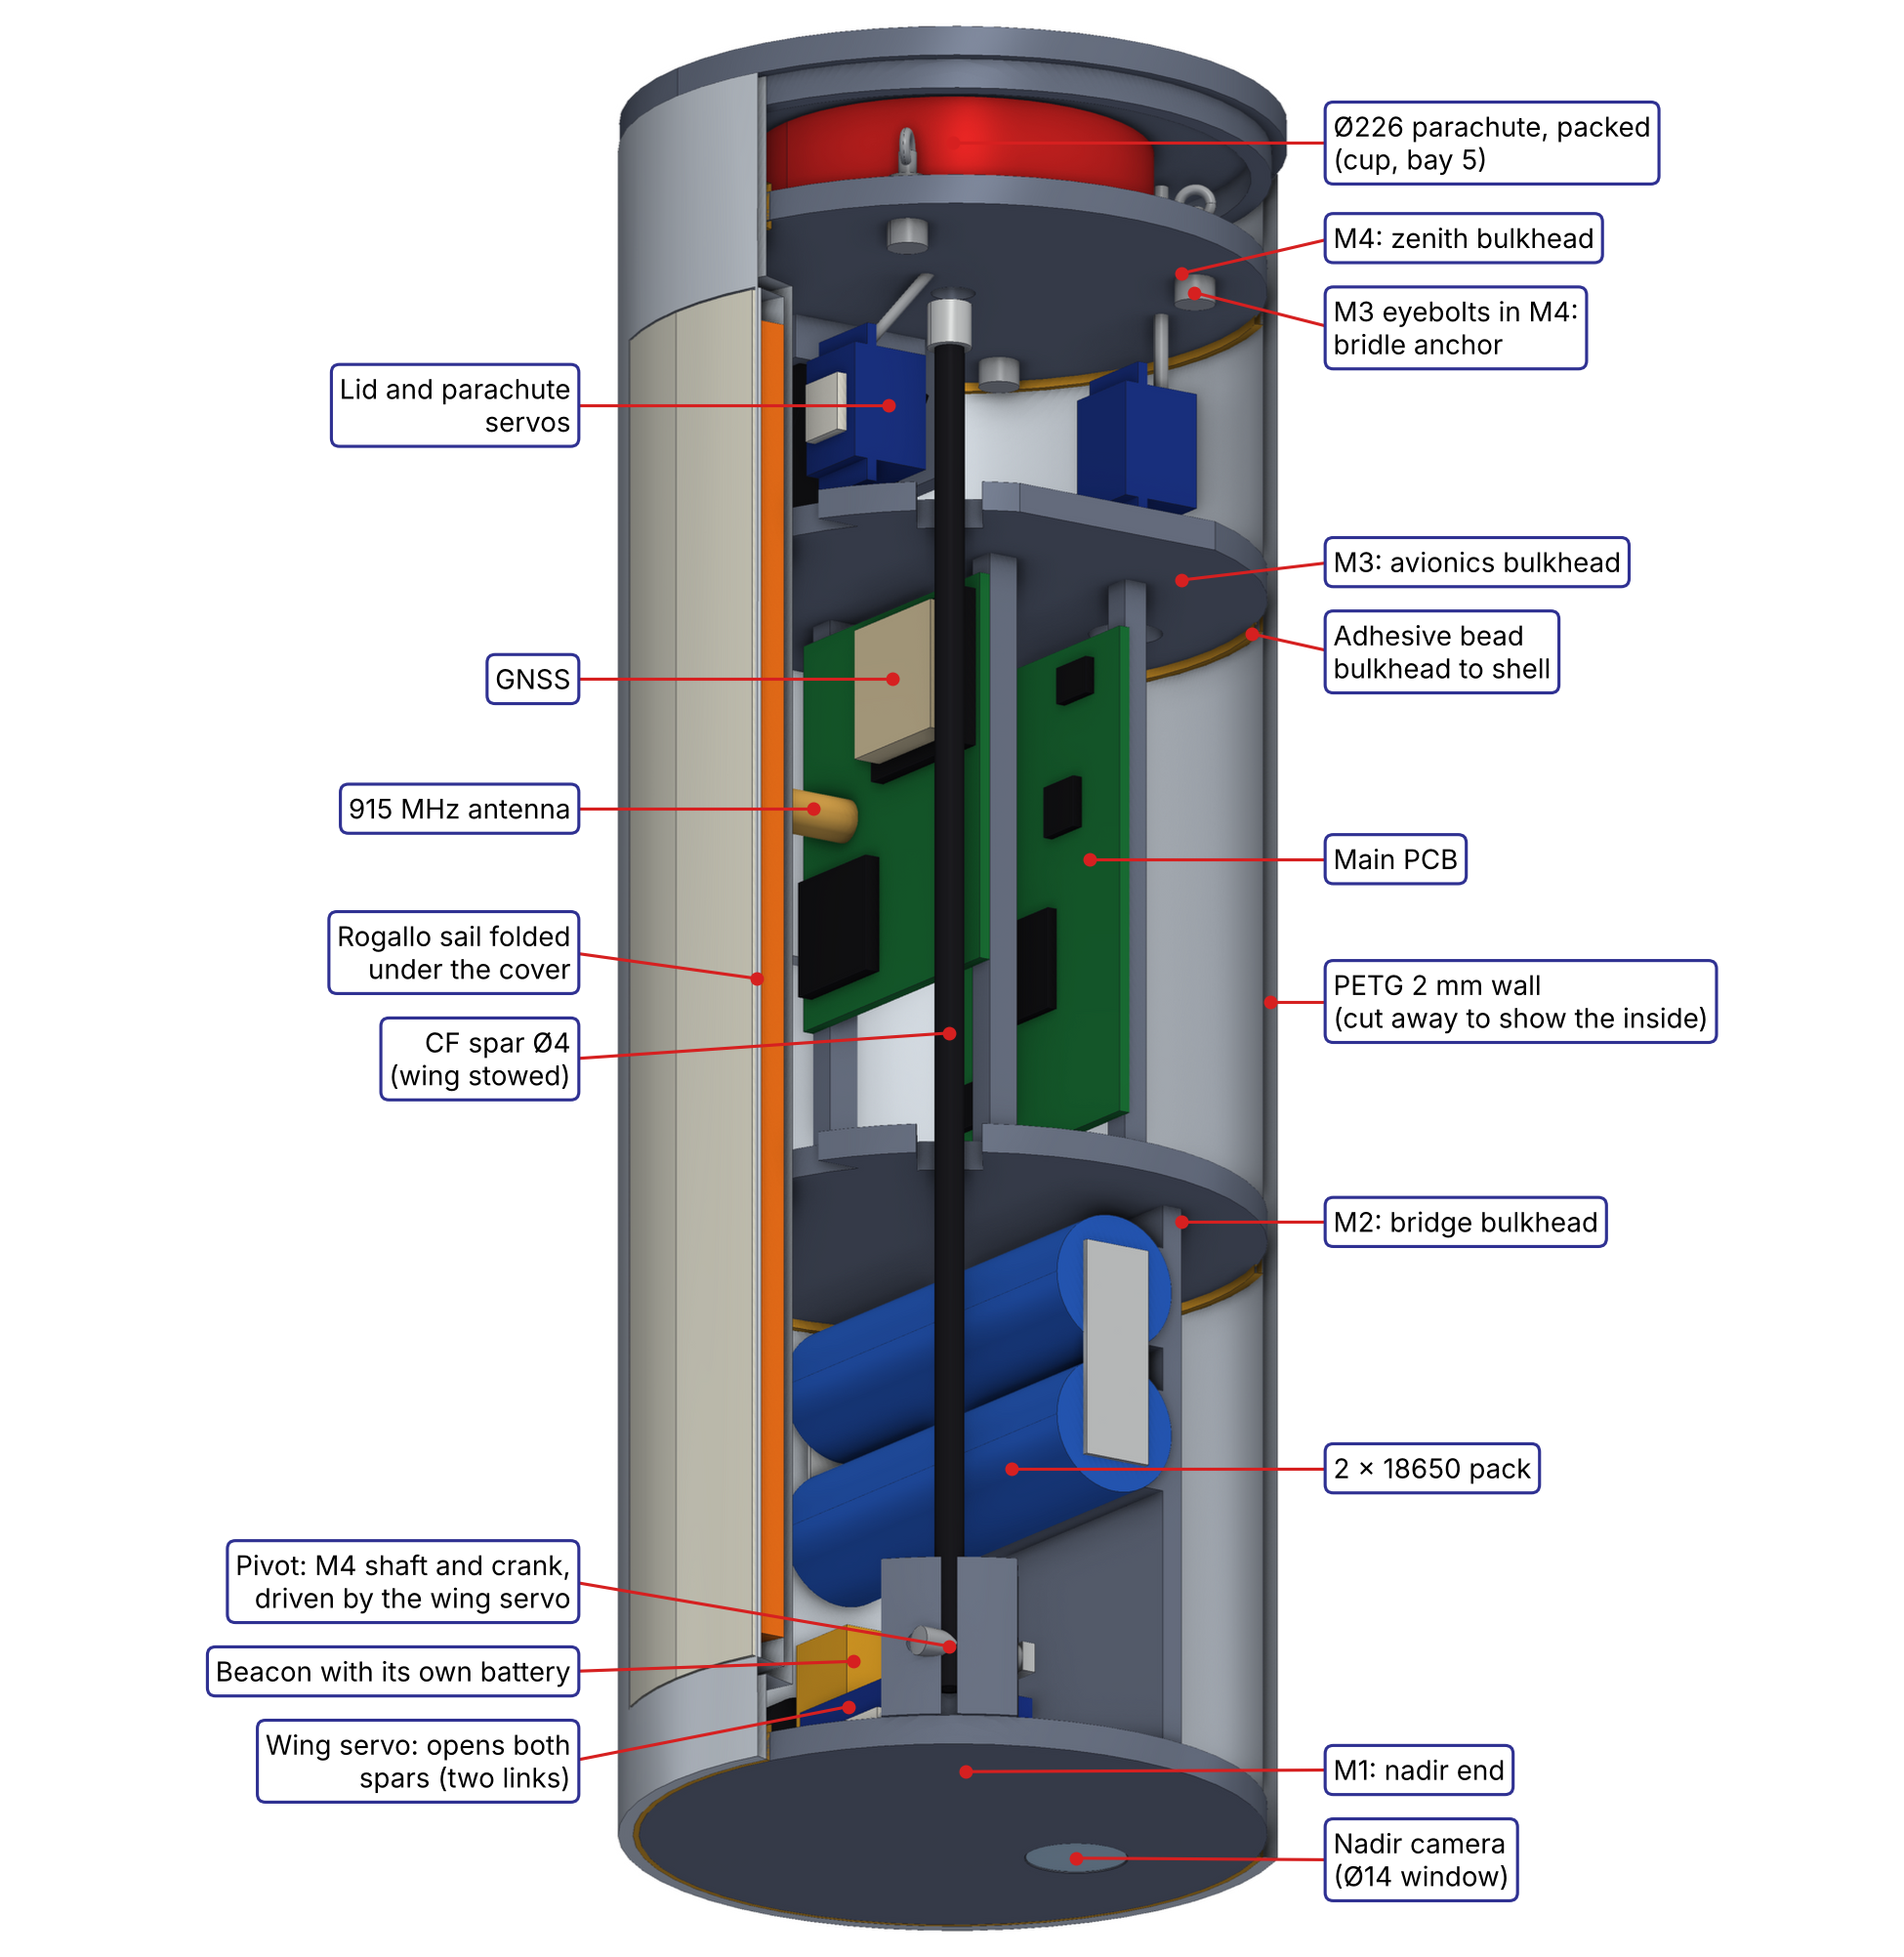 Ø226 parachute, packed
(cup, bay 5)
M4: zenith bulkhead
M3 eyebolts in M4:
bridle anchor
Lid and parachute
servos
M3: avionics bulkhead
Adhesive bead
bulkhead to shell
GNSS
915 MHz antenna
Main PCB
Rogallo sail folded
under the cover
PETG 2 mm wall
(cut away to show the inside)
CF spar Ø4
(wing stowed)
M2: bridge bulkhead
2 × 18650 pack
Pivot: M4 shaft and crank,
driven by the wing servo
Beacon with its own battery
Wing servo: opens both
spars (two links)
M1: nadir end
Nadir camera
(Ø14 window)